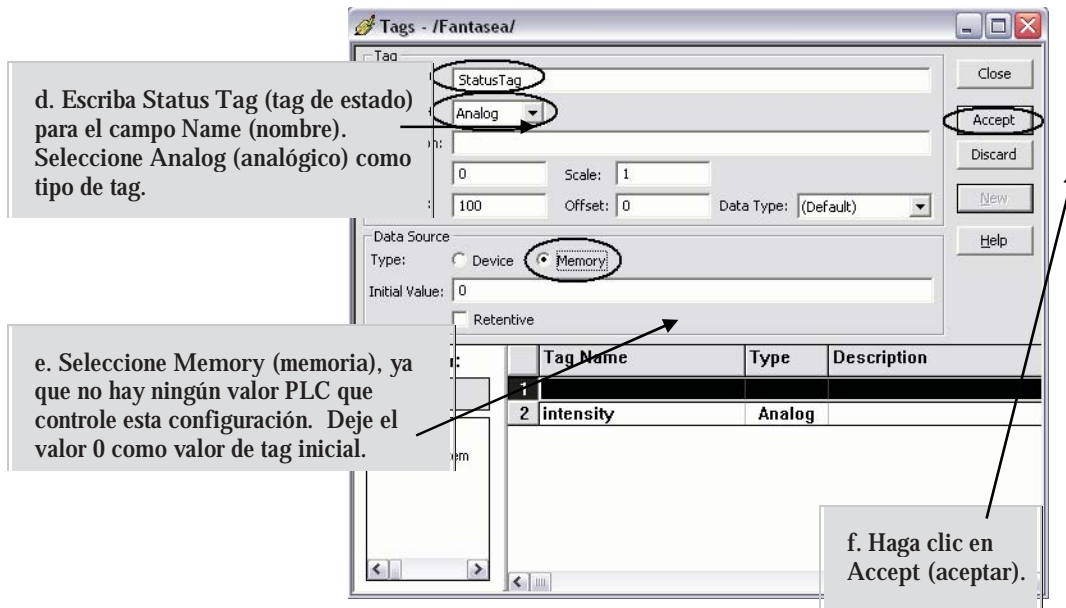 Tags - /Fantasea/
Tag
StatusTag
Close
d. Escriba Status Tag (tag de estado)
para el campo Name (nombre).
Seleccione Analog (analógico) como
tipo de tag.
Analog
Accept
Discard
0
Scale: 1
100
Offset: 0
Data Type: (Default)
New
Help
Data Source
Type:
Device
Memory
Initial Value: 0
Retentive
e. Seleccione Memory (memoria), ya
que no hay ningún valor PLC que
controle esta configuración. Deje el
valor 0 como valor de tag inicial.
Tag Name Type Description
1
2 intensity Analog
f. Haga clic en
Accept (aceptar).